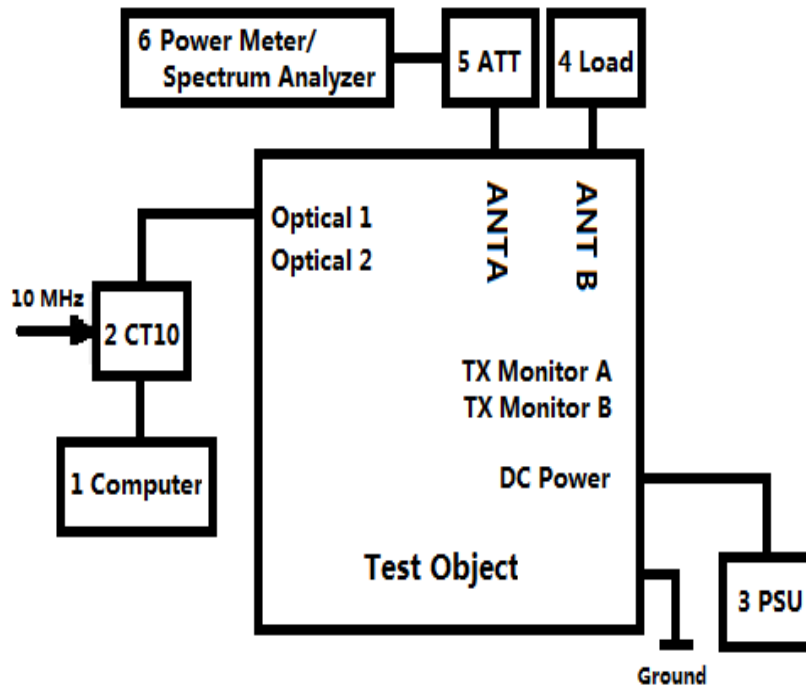 6 Power Meter/
Spectrum Analyzer
5 ATT
4 Load
ANTA
ANT B
Optical 1
Optical 2
10 MHz
2 CT10
TX Monitor A
TX Monitor B
1 Computer
DC Power
Test Object
3 PSU
Ground